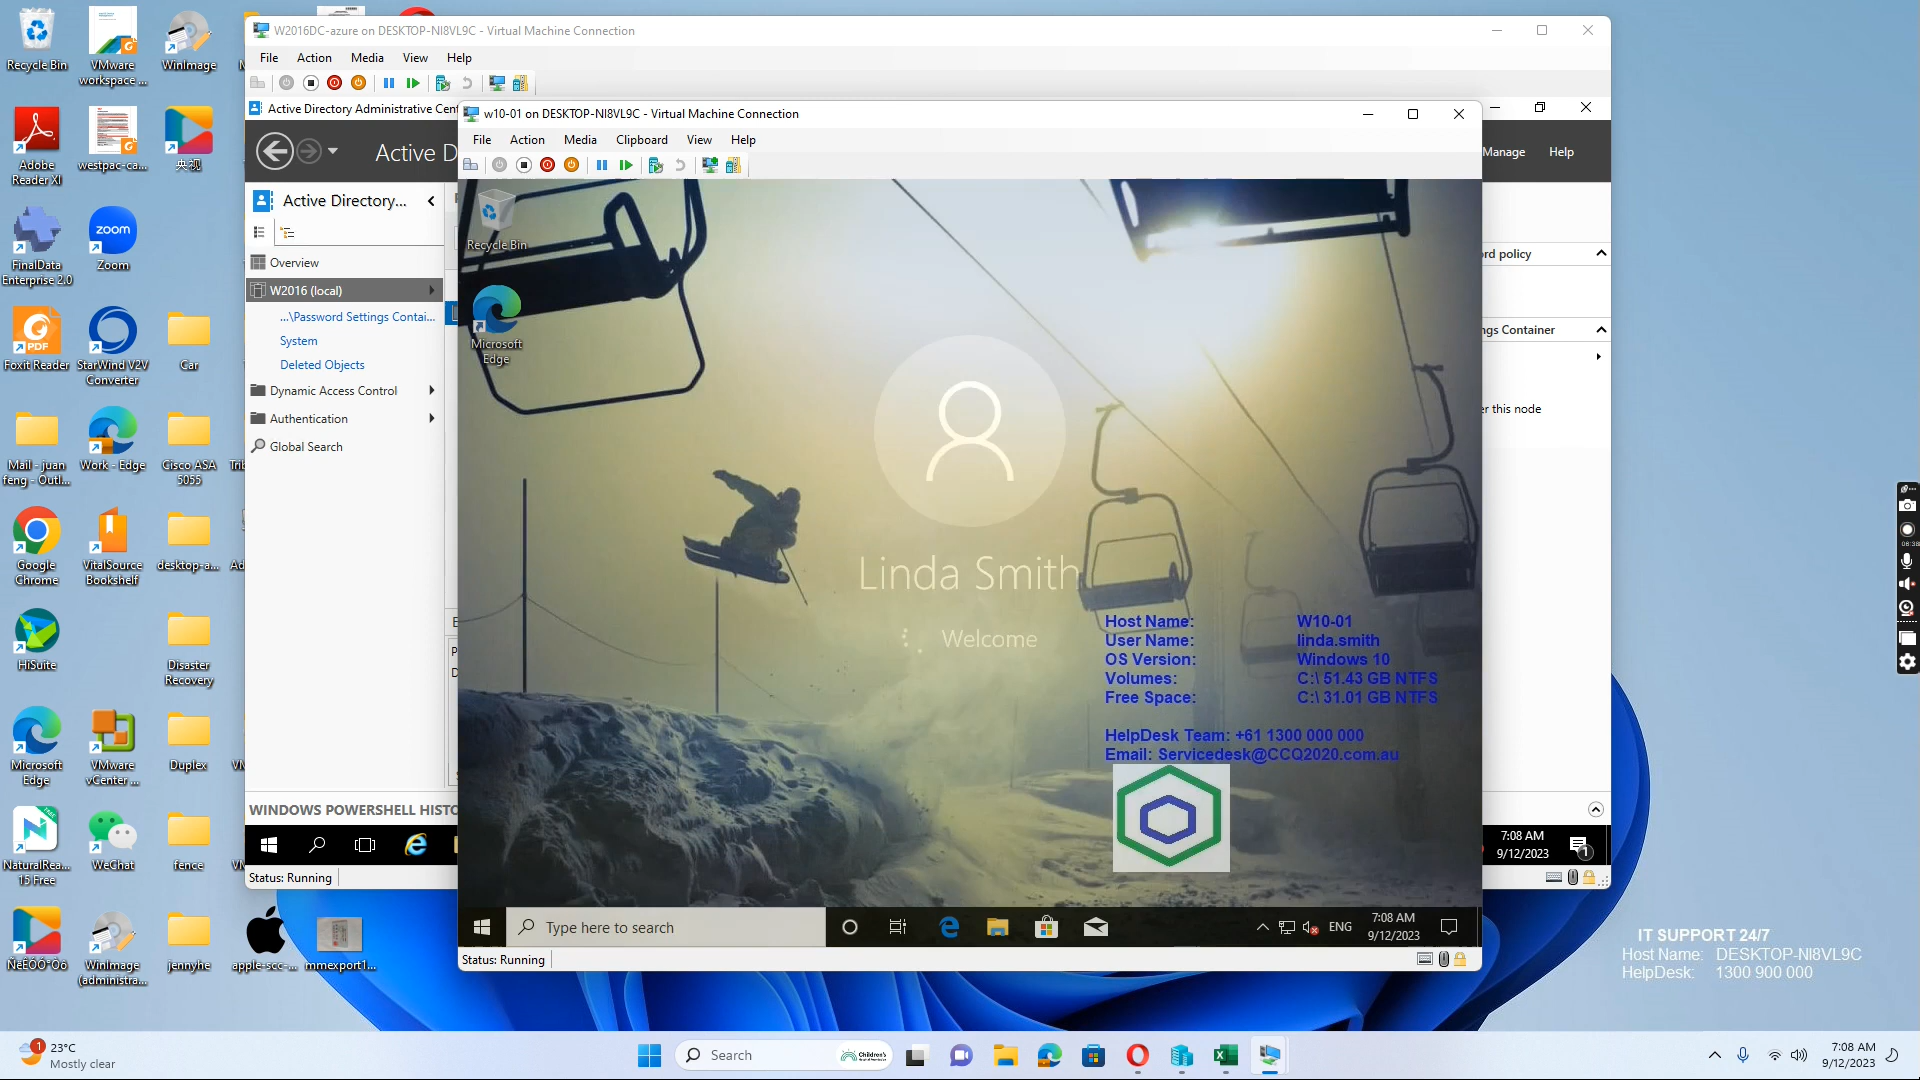 Recycle Bin
VMware
workspace ...
WinImage
Adobe
Reader XI
westpac-ca...
央视
FinalData
Enterprise 2.0
Zoom
Foxit Reader
StarWind V2V
Converter
Car
Mail - juan
feng - Outl...
Work - Edge
Cisco ASA
5055
Google
Chrome
VitalSource
Bookshelf
desktop-a...
HiSuite
Disaster
Recovery
Microsoft
Edge
VMware
vCenter ...
Duplex
NaturalRea...
15 Free
WeChat
fence
ÑëÊÓÓ°Òô
WinImage
(administra...
jennyhe
apple-scc-...
mmexport1...
W2016DC-azure on DESKTOP-NI8VL9C - Virtual Machine Connection
File Action Media View Help
Active Directory Administrative Cent
Active D
Manage Help
Active Directory...
Overview
W2016 (local)
...\Password Settings Contai...
System
Deleted Objects
Dynamic Access Control
Authentication
Global Search
WINDOWS POWERSHELL HISTO
Status: Running
rd policy
ngs Container
er this node
7:08 AM
9/12/2023
1
w10-01 on DESKTOP-NI8VL9C - Virtual Machine Connection
File Action Media Clipboard View Help
Recycle Bin
Microsoft
Edge
Linda Smith
Welcome
Host Name: W10-01
User Name: linda.smith
OS Version: Windows 10
Volumes: C:\ 51.43 GB NTFS
Free Space: C:\ 31.01 GB NTFS
HelpDesk Team: +61 1300 000 000
Email: Servicedesk@CCQ2020.com.au
Type here to search
ENG
7:08 AM
9/12/2023
Status: Running
IT SUPPORT 24/7
Host Name: DESKTOP-NI8VL9C
HelpDesk: 1300 900 000
1
23°C
Mostly clear
Search
7:08 AM
9/12/2023